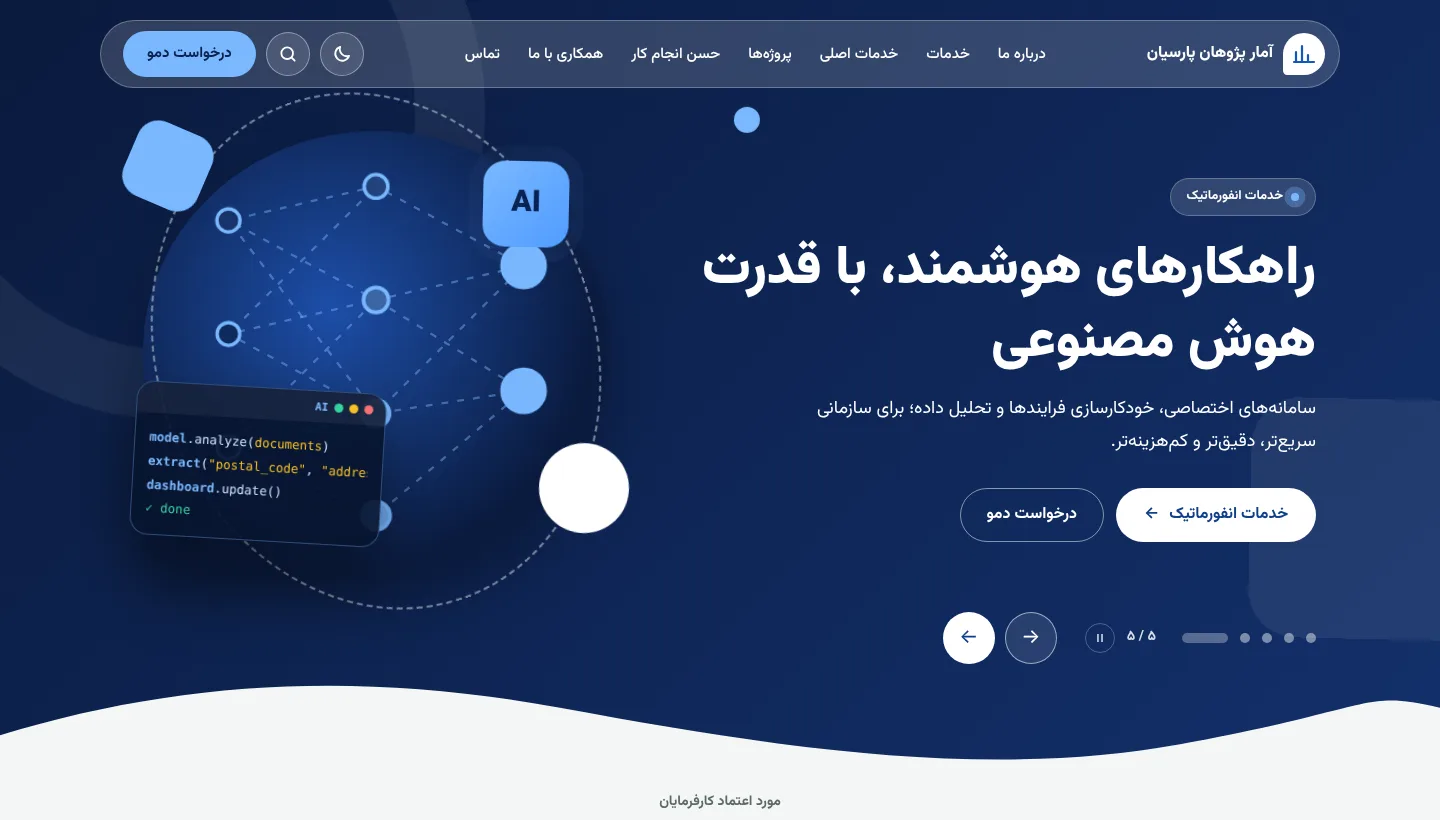 آمار پژوهان پارسیان
درباره ما
خدمات
خدمات اصلی
پروژه‌ها
حسن انجام کار
همکاری با ما
تماس
درخواست دمو
خدمات انفورماتیک
راهکارهای هوشمند، با قدرت
هوش مصنوعی
سامانه‌های اختصاصی، خودکارسازی فرایندها و تحلیل داده؛ برای سازمانی
سریع‌تر، دقیق‌تر و کم‌هزینه‌تر.
خدمات انفورماتیک
درخواست دمو
۵ / ۵
AI
AI
model.analyze(documents)
extract("postal_code", "addre
dashboard.update()
✓ done
مورد اعتماد کارفرمایان